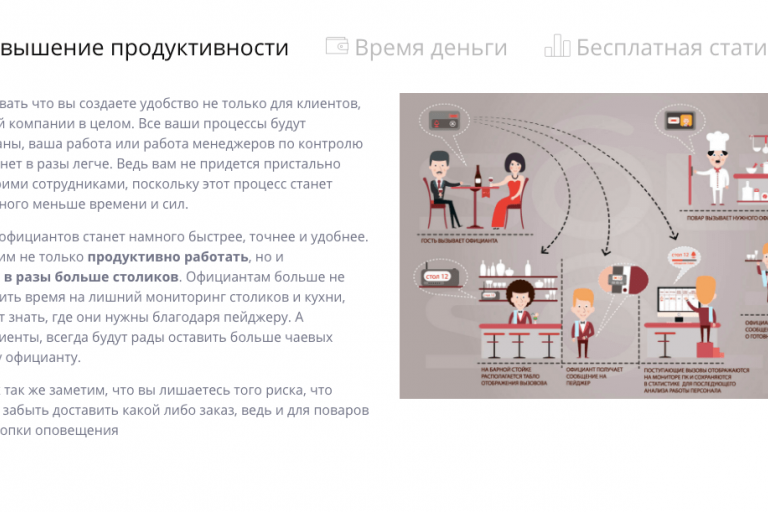 вышение продуктивности
Время деньги
Бесплатная стати
вать что вы создаете удобство не только для клиентов,
й компании в целом. Все ваши процессы будут
аны, ваша работа или работа менеджеров по контролю
нет в разы легче. Ведь вам не придется пристально
ими сотрудниками, поскольку этот процесс станет
ного меньше времени и сил.
официантов станет намного быстрее, точнее и удобнее.
им не только продуктивно работать, но и
в разы больше столиков. Официантам больше не
ить время на лишний мониторинг столиков и кухни,
т знать, где они нужны благодаря пейджеру. А
иенты, всегда будут рады оставить больше чаевых
у официанту.
так же заметим, что вы лишаетесь того риска, что
забыть доставить какой либо заказ, ведь и для поваров
опки оповещения
ГОСТЬ ВЫЗЫВАЕТ ОФИЦИАНТА
ПОВАР ВЫЗЫВАЕТ НУЖНОГО ОФ
СТОЛ 12
СТОЛ 12
НА БАРНОЙ СТОЙКЕ
РАСПОЛАГАЕТСЯ ТАБЛО
ОТОБРАЖЕНИЯ ВЫЗОВОВА
ОФИЦИАНТ ПОЛУЧАЕТ
СООБЩЕНИЕ НА
ПЕЙДЖЕР
ПОСТУПАЮЩИЕ ВЫЗОВЫ ОТОБРАЖАЮТСЯ
НА МОНИТОРЕ ПК И СОХРАНЯЮТСЯ
В СТАТИСТИКЕ ДЛЯ ПОСЛЕДУЮЩЕГО
АНАЛИЗА РАБОТЫ ПЕРСОНАЛА
ОФИЦИА
СООБЩЕ
О ГОТОВН